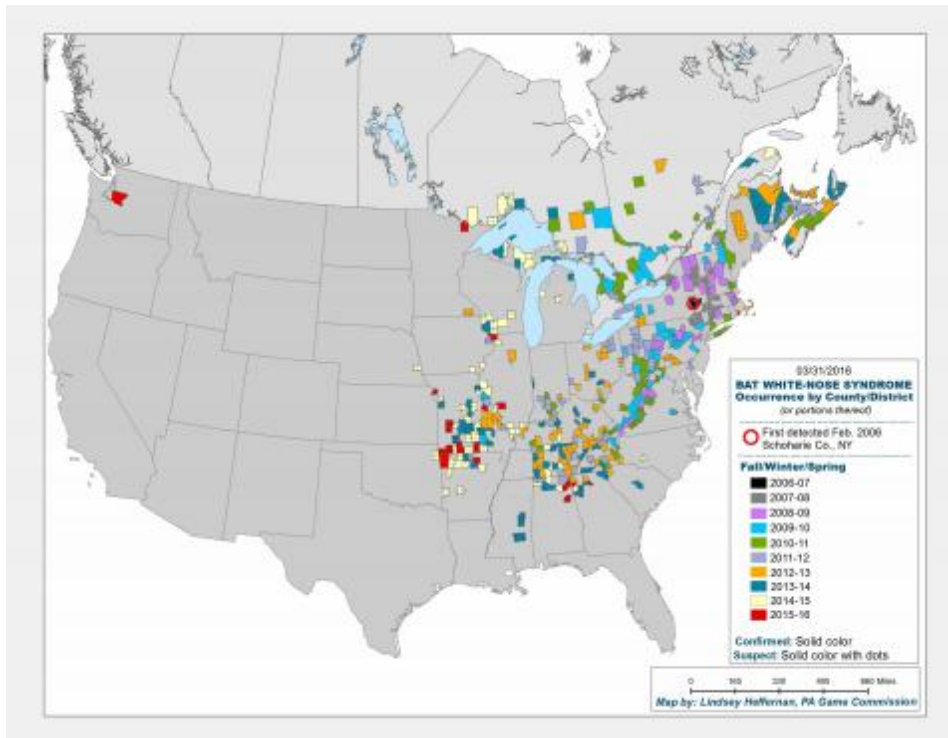 03/31/2016
BAT WHITE-NOSE SYNDROME
Occurrence by County/District
(or portions thereof)
First detected Feb. 2006
Schoharie Co., NY
Fall/Winter/Spring
2006-07
2007-08
2008-09
2009-10
2010-11
2011-12
2012-13
2013-14
2014-15
2015-16
Confirmed: Solid color
Suspect: Solid color with dots
0
Miles
Map by: Lindsey Heffernan, PA Game Commission